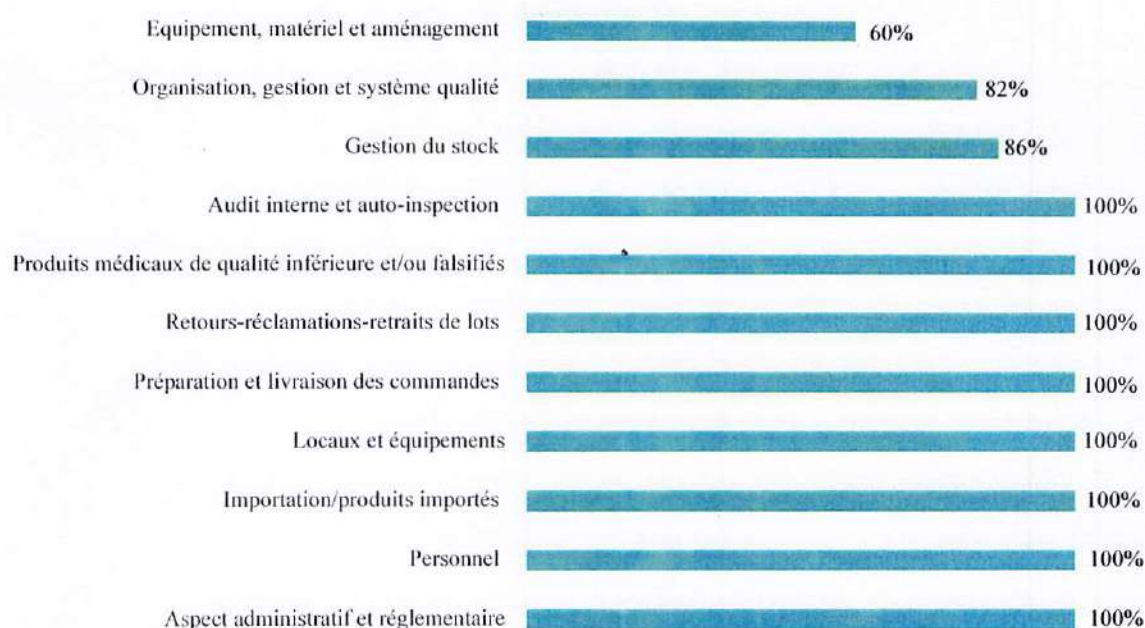 Equipement, matériel et aménagement 60%
Organisation, gestion et système qualité 82%
Gestion du stock 86%
Audit interne et auto-inspection 100%
Produits médicaux de qualité inférieure et/ou falsifiés 100%
Retours-réclamations-retraits de lots 100%
Préparation et livraison des commandes 100%
Locaux et équipements 100%
Importation/produits importés 100%
Personnel 100%
Aspect administratif et réglementaire 100%